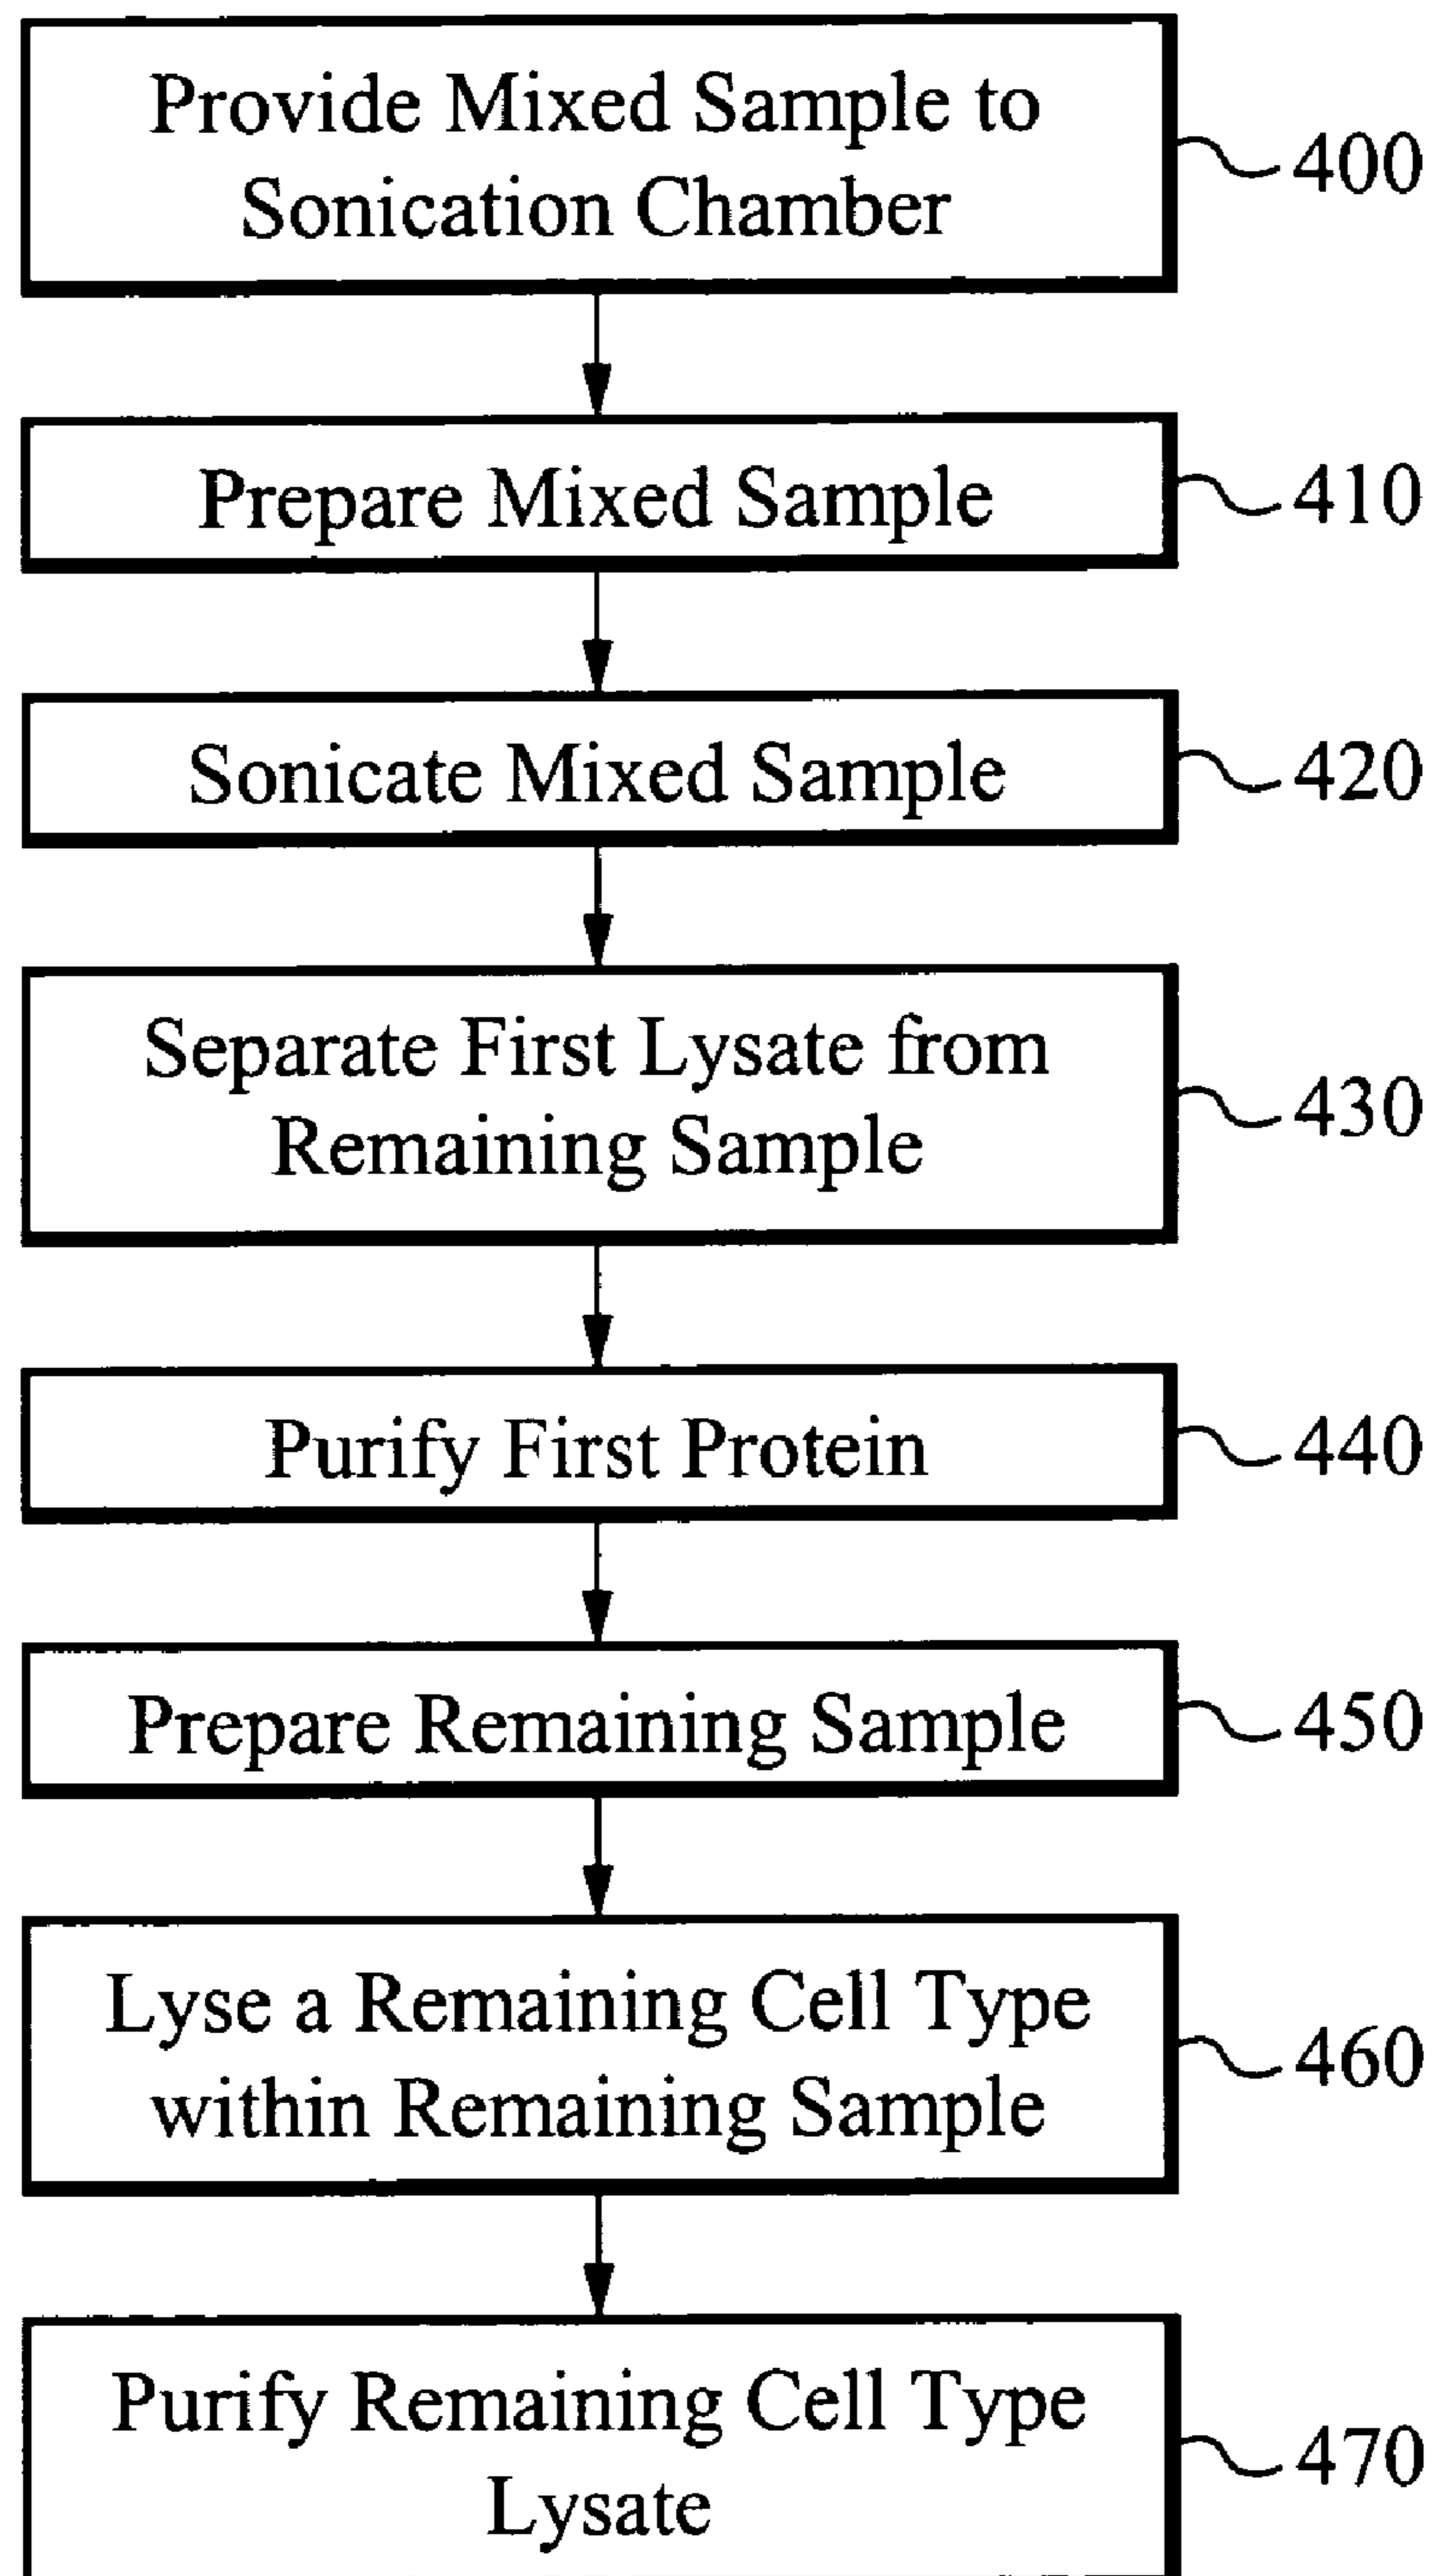 Provide Mixed Sample to
Sonication Chamber
400
Prepare Mixed Sample
410
Sonicate Mixed Sample
420
Separate First Lysate from
Remaining Sample
430
Purify First Protein
440
Prepare Remaining Sample
450
Lyse a Remaining Cell Type
within Remaining Sample
460
Purify Remaining Cell Type
Lysate
470